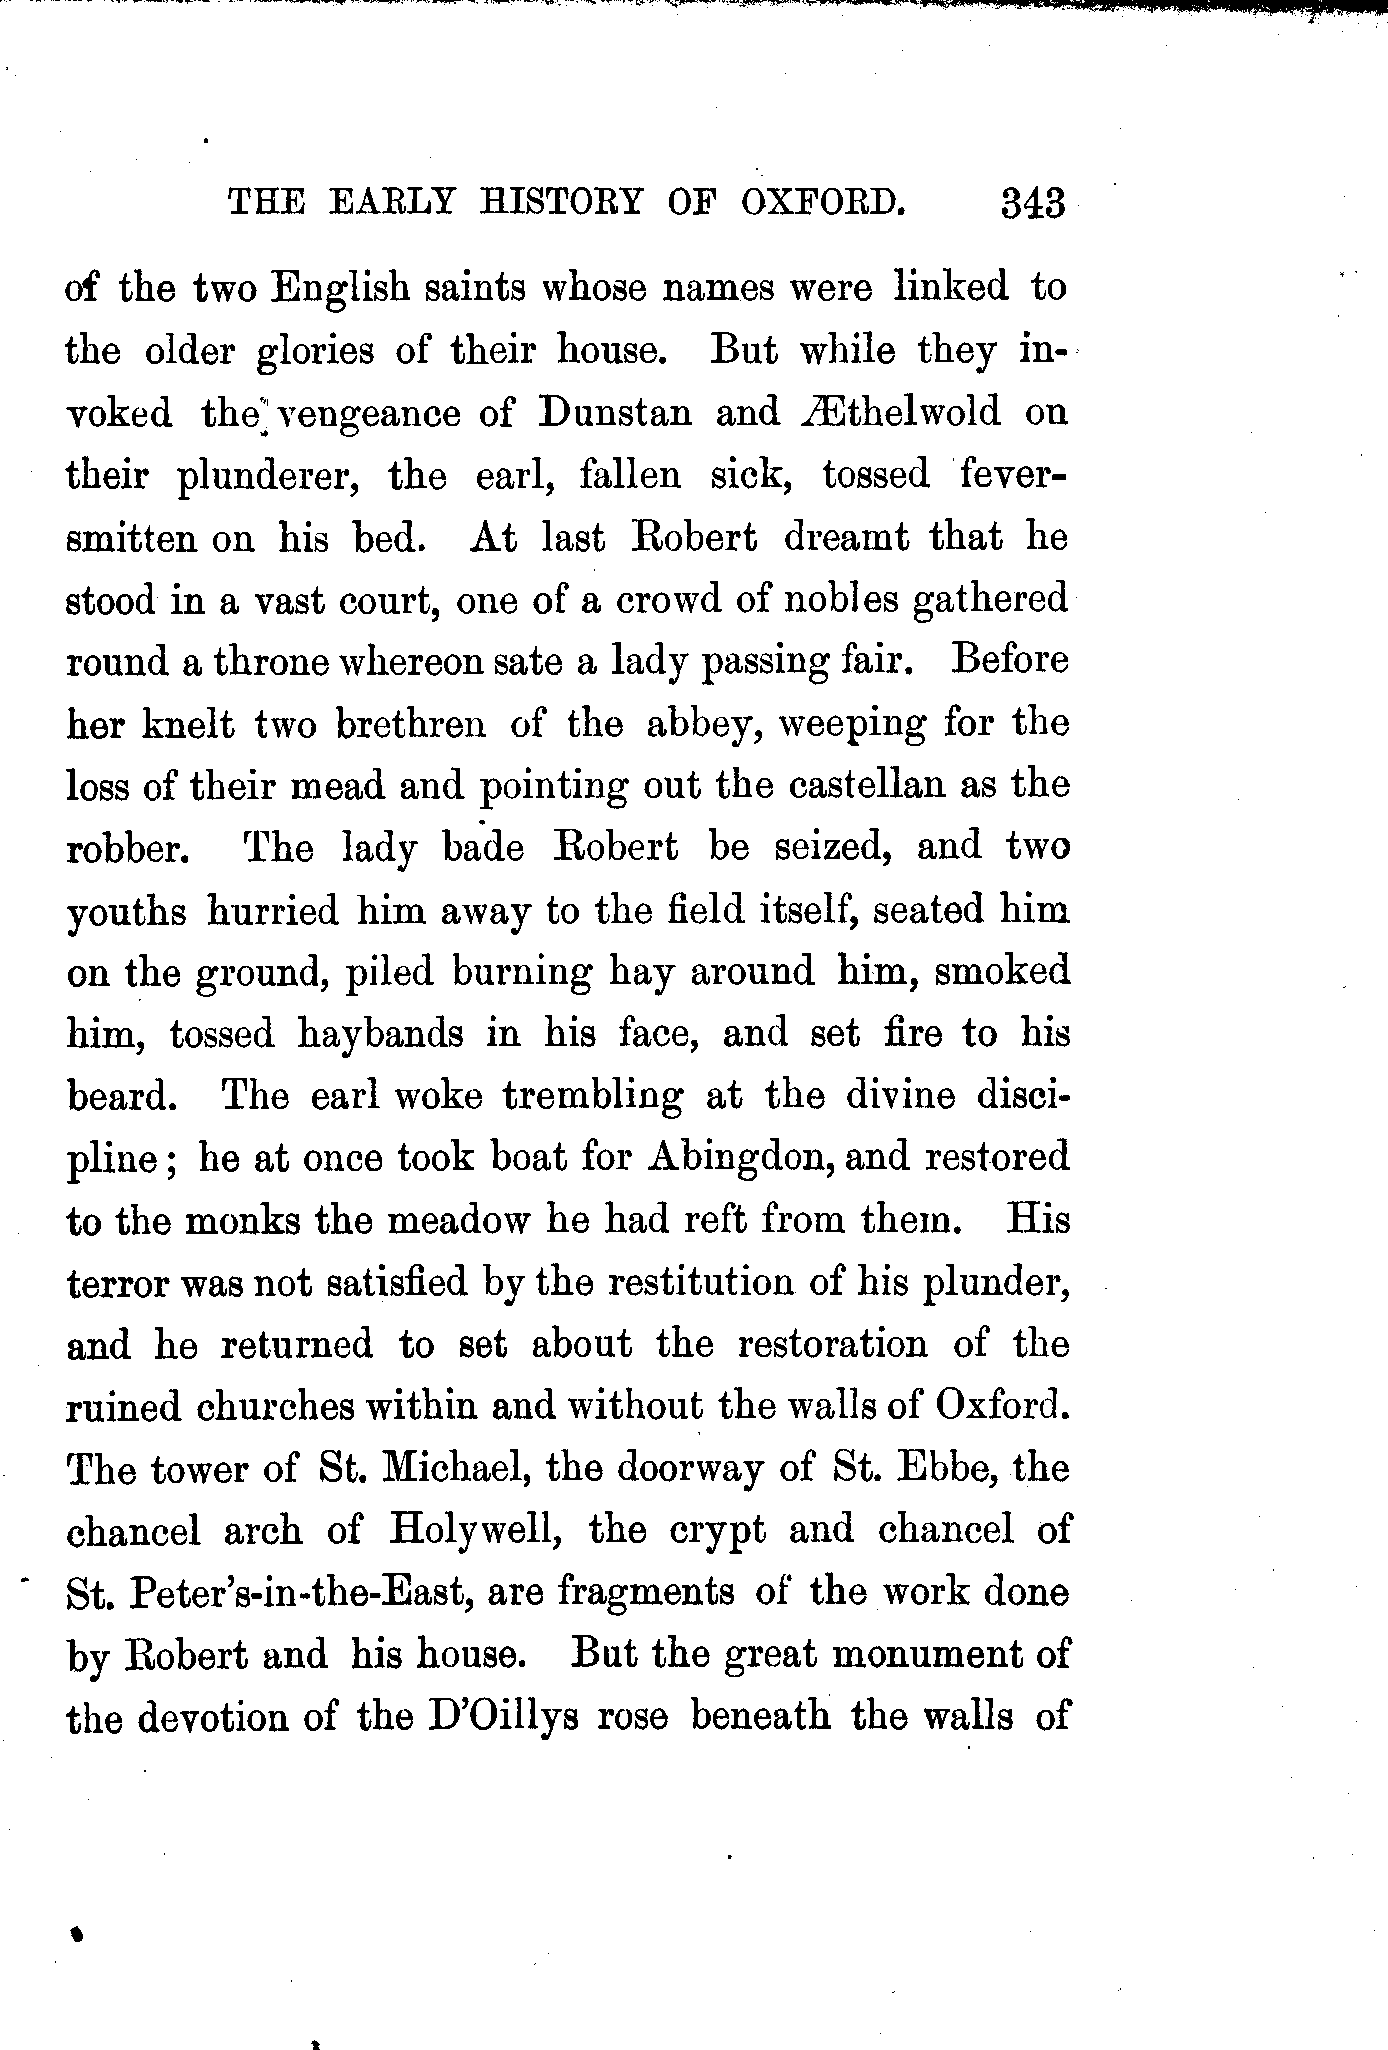 THE EARLY HISTORY OF OXFORD. 343
of the two English saints whose names were linked to
the older glories of their house. But while they in-
voked the vengeance of Dunstan and Æthelwold on
their plunderer, the earl, fallen sick, tossed fever-
smitten on his bed. At last Robert dreamt that he
stood in a vast court, one of a crowd of nobles gathered
round a throne whereon sate a lady passing fair. Before
her knelt two brethren of the abbey, weeping for the
loss of their mead and pointing out the castellan as the
robber. The lady bade Robert be seized, and two
youths hurried him away to the field itself, seated him
on the ground, piled burning hay around him, smoked
him, tossed haybands in his face, and set fire to his
beard. The earl woke trembling at the divine disci-
pline; he at once took boat for Abingdon, and restored
to the monks the meadow he had reft from them. His
terror was not satisfied by the restitution of his plunder,
and he returned to set about the restoration of the
ruined churches within and without the walls of Oxford.
The tower of St. Michael, the doorway of St. Ebbe, the
chancel arch of Holywell, the crypt and chancel of
St. Peter's-in-the-East, are fragments of the work done
by Robert and his house. But the great monument of
the devotion of the D'Oillys rose beneath the walls of